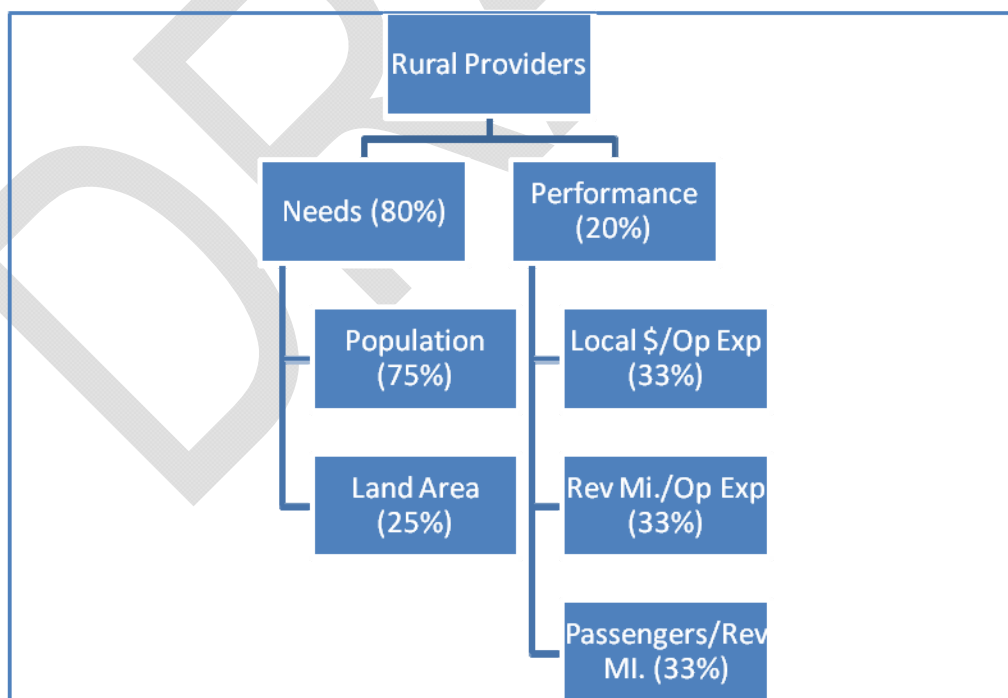 Rural Providers
Needs (80%)
Performance
(20%)
Population
(75%)
Land Area
(25%)
Local $/Op Exp
(33%)
Rev Mi./Op Exp
(33%)
Passengers/Rev
MI. (33%)